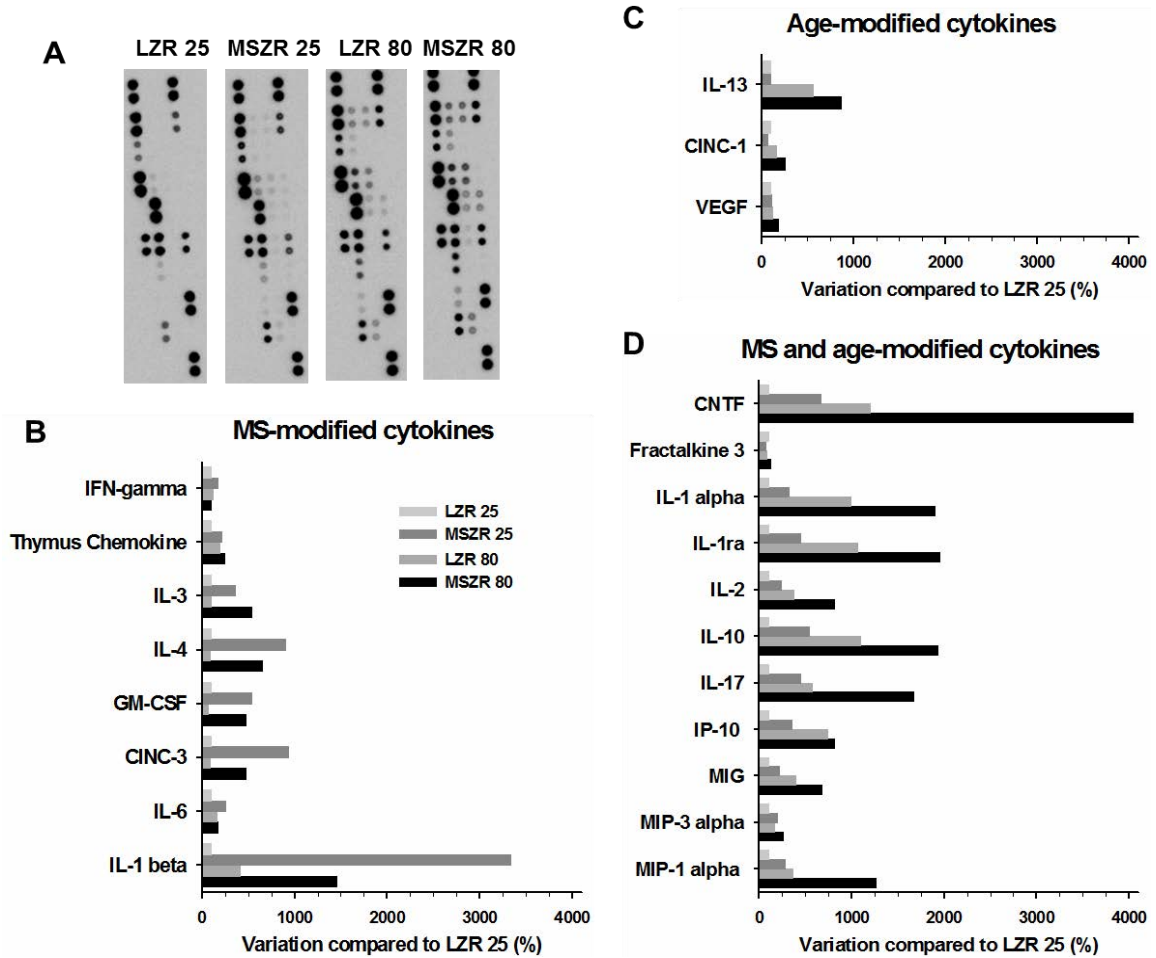 A
LZR 25 MSZR 25 LZR 80 MSZR 80
B
MS-modified cytokines
IFN-gamma
Thymus Chemokine
IL-3
IL-4
GM-CSF
CINC-3
IL-6
IL-1 beta
LZR 25
MSZR 25
LZR 80
MSZR 80
0 1000 2000 3000 4000
Variation compared to LZR 25 (%)
C
Age-modified cytokines
IL-13
CINC-1
VEGF
0 1000 2000 3000 4000
Variation compared to LZR 25 (%)
D
MS and age-modified cytokines
CNTF
Fractalkine 3
IL-1 alpha
IL-1ra
IL-2
IL-10
IL-17
IP-10
MIG
MIP-3 alpha
MIP-1 alpha
0 1000 2000 3000 4000
Variation compared to LZR 25 (%)